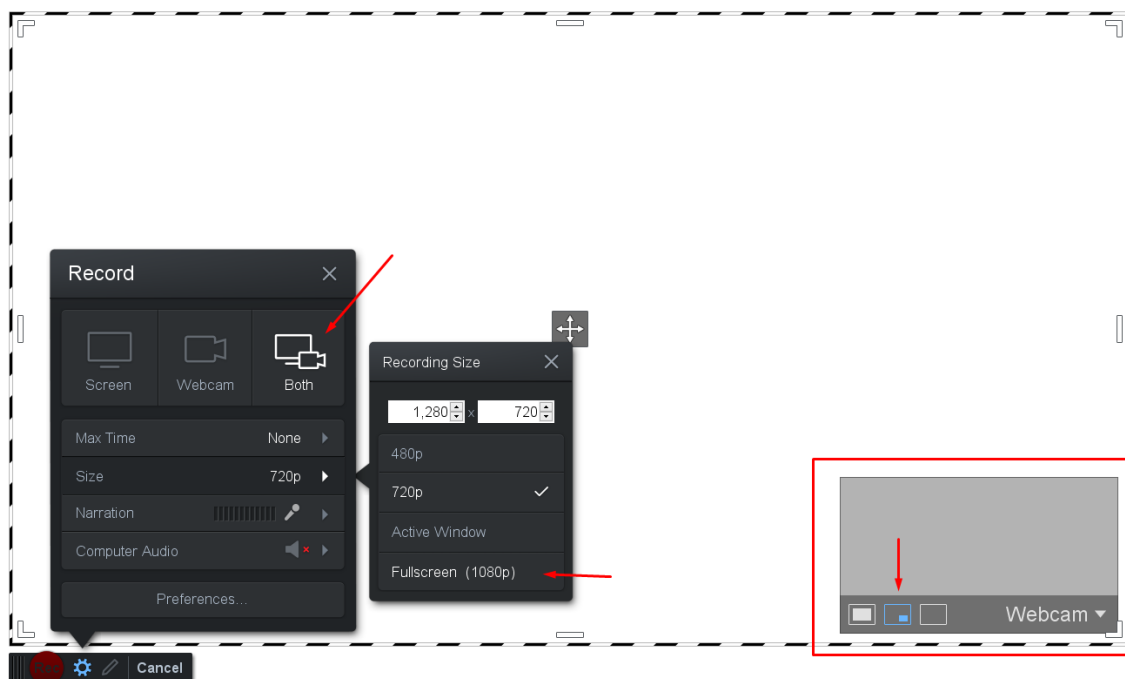 Record
Screen
Webcam
Both
Max Time None
Size 720p
Narration
Computer Audio
Preferences...
Recording Size
1,280 x 720
480p
720p
Active Window
Fullscreen (1080p)
Webcam
Rec Cancel